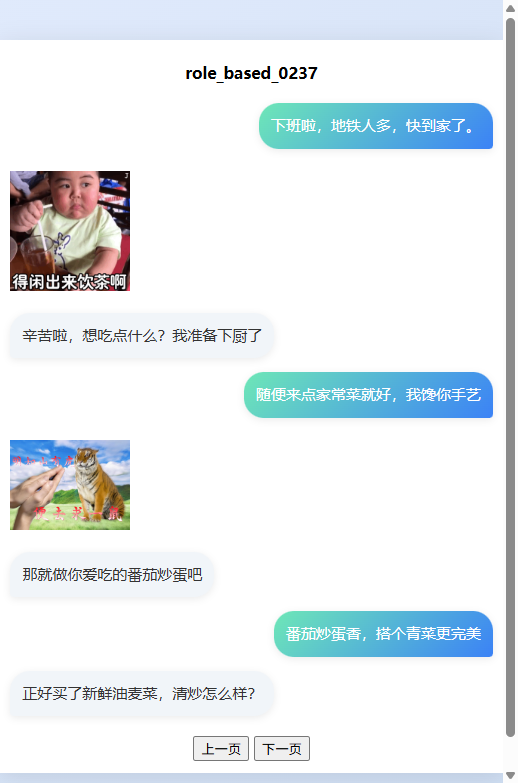 role_based_0237
下班啦，地铁人多，快到家了。
得闲出来饮茶啊
辛苦啦，想吃点什么？我准备下厨了
随便来点家常菜就好，我馋你手艺
那就做你爱吃的番茄炒蛋吧
番茄炒蛋香，搭个青菜更完美
正好买了新鲜油麦菜，清炒怎么样？
上一页 下一页